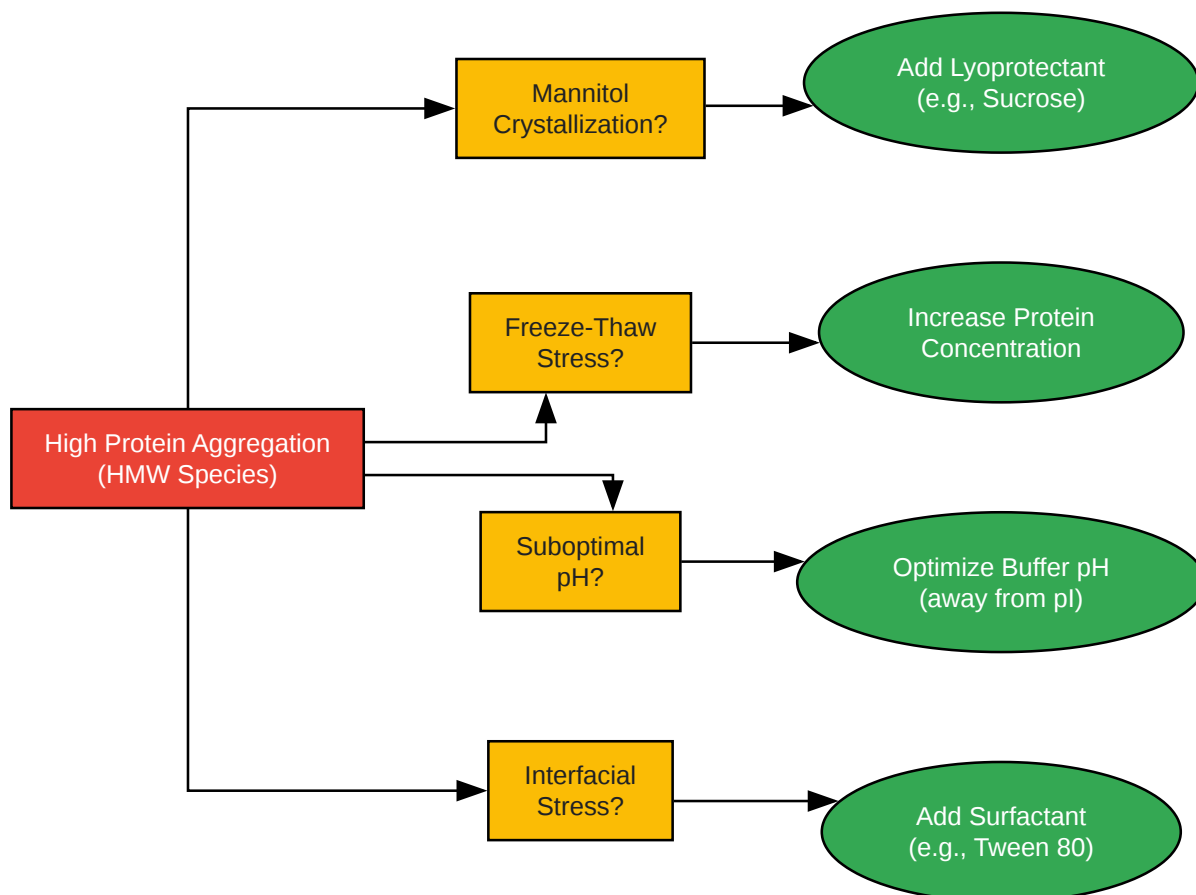 Mannitol
Crystallization?
Add Lyoprotectant
(e.g., Sucrose)
Freeze-Thaw
Stress?
Increase Protein
Concentration
High Protein Aggregation
(HMW Species)
Suboptimal
pH?
Optimize Buffer pH
(away from pI)
Interfacial
Stress?
Add Surfactant
(e.g., Tween 80)